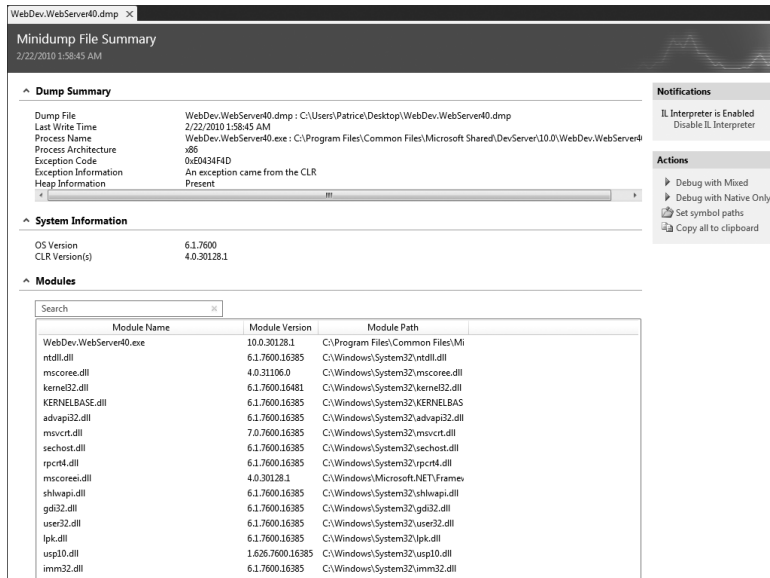 WebDev.WebServer40.dmp X
Minidump File Summary
2/22/2010 1:58:45 AM
Dump Summary
Dump File WebDev.WebServer40.dmp : C:\Users\Patrice\Desktop\WebDev.WebServer40.dmp
Last Write Time 2/22/2010 1:58:45 AM
Process Name WebDev.WebServer40.exe : C:\Program Files\Common Files\Microsoft Shared\DevServer\10.0\WebDev.WebServer4
Process Architecture x86
Exception Code 0xE0434F4D
Exception Information An exception came from the CLR
Heap Information Present
System Information
OS Version 6.1.7600
CLR Version(s) 4.0.30128.1
Modules
Search
Module Name Module Version Module Path
WebDev.WebServer40.exe 10.0.30128.1 C:\Program Files\Common Files\Mi
ntdll.dll 6.1.7600.16385 C:\Windows\System32\ntdll.dll
mscoree.dll 4.0.31106.0 C:\Windows\System32\mscoree.dll
kernel32.dll 6.1.7600.16481 C:\Windows\System32\kernel32.dll
KERNELBASE.dll 6.1.7600.16385 C:\Windows\System32\KERNELBAS
advapi32.dll 6.1.7600.16385 C:\Windows\System32\advapi32.dll
msvcrt.dll 7.0.7600.16385 C:\Windows\System32\msvcrt.dll
sechost.dll 6.1.7600.16385 C:\Windows\System32\sechost.dll
rpcrt4.dll 6.1.7600.16385 C:\Windows\System32\rpcrt4.dll
mscoreei.dll 4.0.30128.1 C:\Windows\Microsoft.NET\Framew
shlwapi.dll 6.1.7600.16385 C:\Windows\System32\shlwapi.dll
gdi32.dll 6.1.7600.16385 C:\Windows\System32\gdi32.dll
user32.dll 6.1.7600.16385 C:\Windows\System32\user32.dll
lpk.dll 6.1.7600.16385 C:\Windows\System32\lpk.dll
usp10.dll 1.626.7600.16385 C:\Windows\System32\usp10.dll
imm32.dll 6.1.7600.16385 C:\Windows\System32\imm32.dll
Notifications
IL Interpreter is Enabled
Disable IL Interpreter
Actions
Debug with Mixed
Debug with Native Only
Set symbol paths
Copy all to clipboard